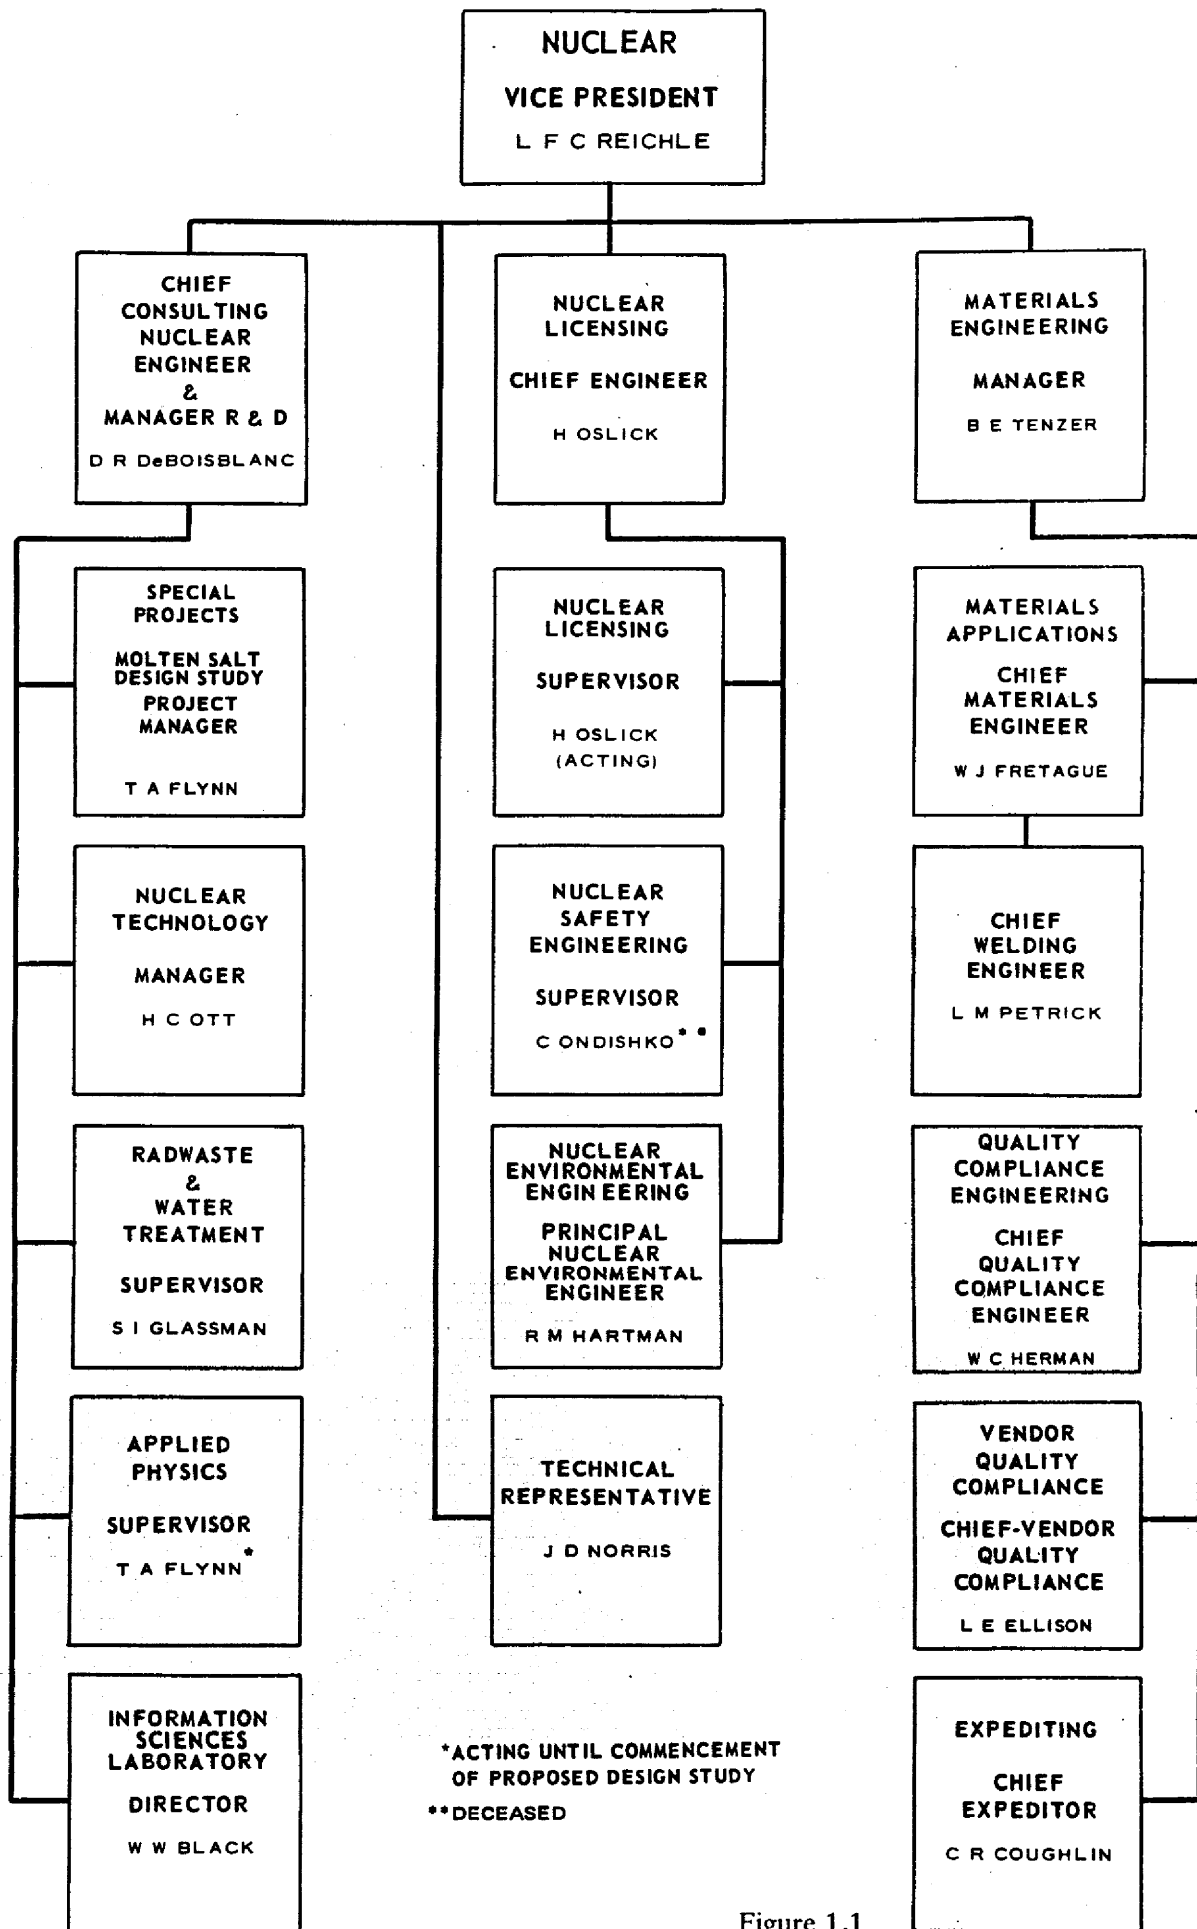 NUCLEAR
VICE PRESIDENT
L F C REICHLE
CHIEF
CONSULTING
NUCLEAR
ENGINEER
&
MANAGER R & D
D R DeBOISBLANC
NUCLEAR
LICENSING
CHIEF ENGINEER
H OSLICK
MATERIALS
ENGINEERING
MANAGER
B E TENZER
SPECIAL
PROJECTS
MOLTEN SALT
DESIGN STUDY
PROJECT
MANAGER
T A FLYNN
NUCLEAR
LICENSING
SUPERVISOR
H OSLICK
(ACTING)
MATERIALS
APPLICATIONS
CHIEF
MATERIALS
ENGINEER
W J FRETAGUE
NUCLEAR
TECHNOLOGY
MANAGER
H C OTT
NUCLEAR
SAFETY
ENGINEERING
SUPERVISOR
C ONDISHKO**
CHIEF
WELDING
ENGINEER
L M PETRICK
RADWASTE
&
WATER
TREATMENT
SUPERVISOR
S I GLASSMAN
NUCLEAR
ENVIRONMENTAL
ENGINEERING
PRINCIPAL
NUCLEAR
ENVIRONMENTAL
ENGINEER
R M HARTMAN
QUALITY
COMPLIANCE
ENGINEERING
CHIEF
QUALITY
COMPLIANCE
ENGINEER
W C HERMAN
APPLIED
PHYSICS
SUPERVISOR
T A FLYNN*
TECHNICAL
REPRESENTATIVE
J D NORRIS
VENDOR
QUALITY
COMPLIANCE
CHIEF-VENDOR
QUALITY
COMPLIANCE
L E ELLISON
INFORMATION
SCIENCES
LABORATORY
DIRECTOR
W W BLACK
*ACTING UNTIL COMMENCEMENT
OF PROPOSED DESIGN STUDY
**DECEASED
EXPEDITING
CHIEF
EXPEDITOR
C R COUGHLIN
Figure 1.1